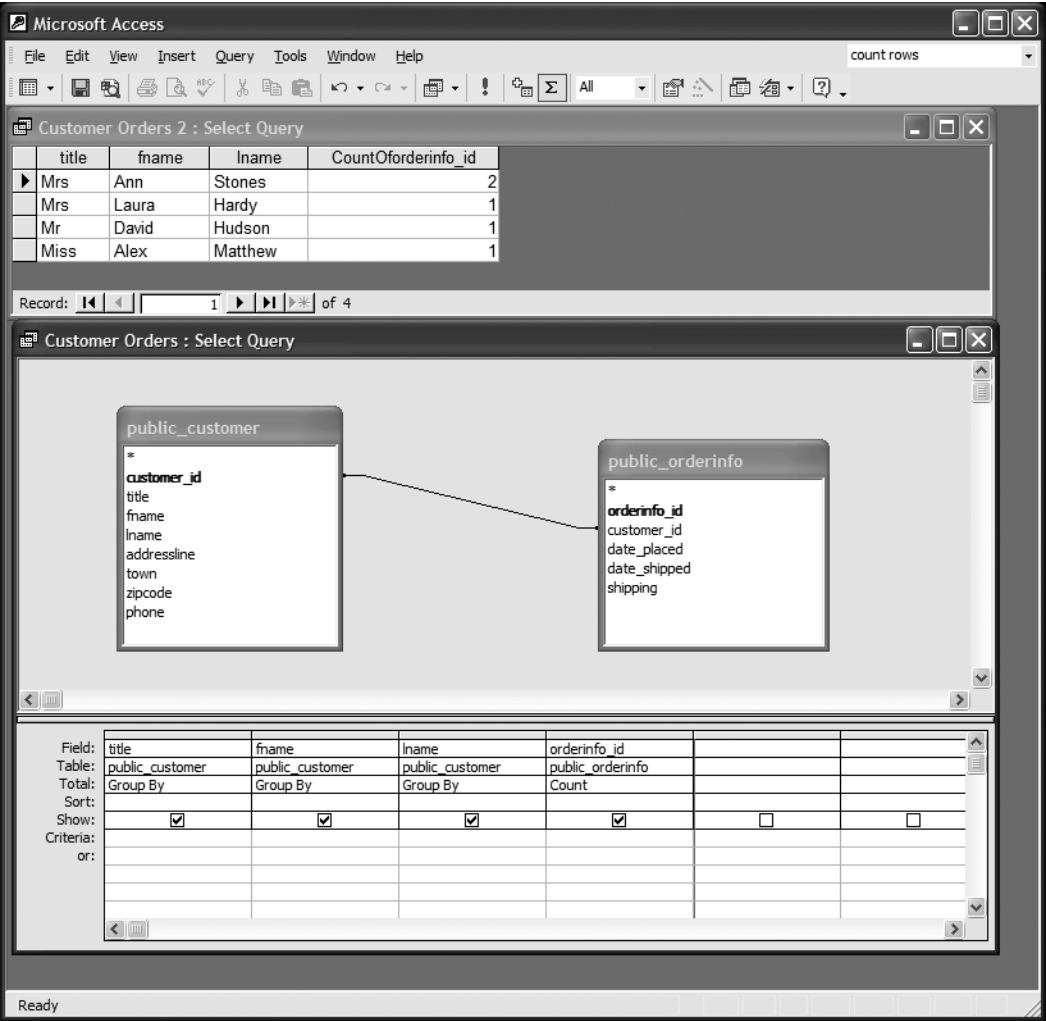 Microsoft Access
File Edit View Insert Query Tools Window Help count rows
ABC Σ All
Customer Orders 2 : Select Query
title fname lname CountOforderinfo_id
Mrs Ann Stones 2
Mrs Laura Hardy 1
Mr David Hudson 1
Miss Alex Matthew 1
Record: 1 of 4
Customer Orders : Select Query
public_customer
*
customer_id
title
fname
lname
addressline
town
zipcode
phone
public_orderinfo
*
orderinfo_id
customer_id
date_placed
date_shipped
shipping
Field: title fname lname orderinfo_id
Table: public_customer public_customer public_customer public_orderinfo
Total: Group By Group By Group By Count
Sort:
Show:
Criteria:
or:
Ready